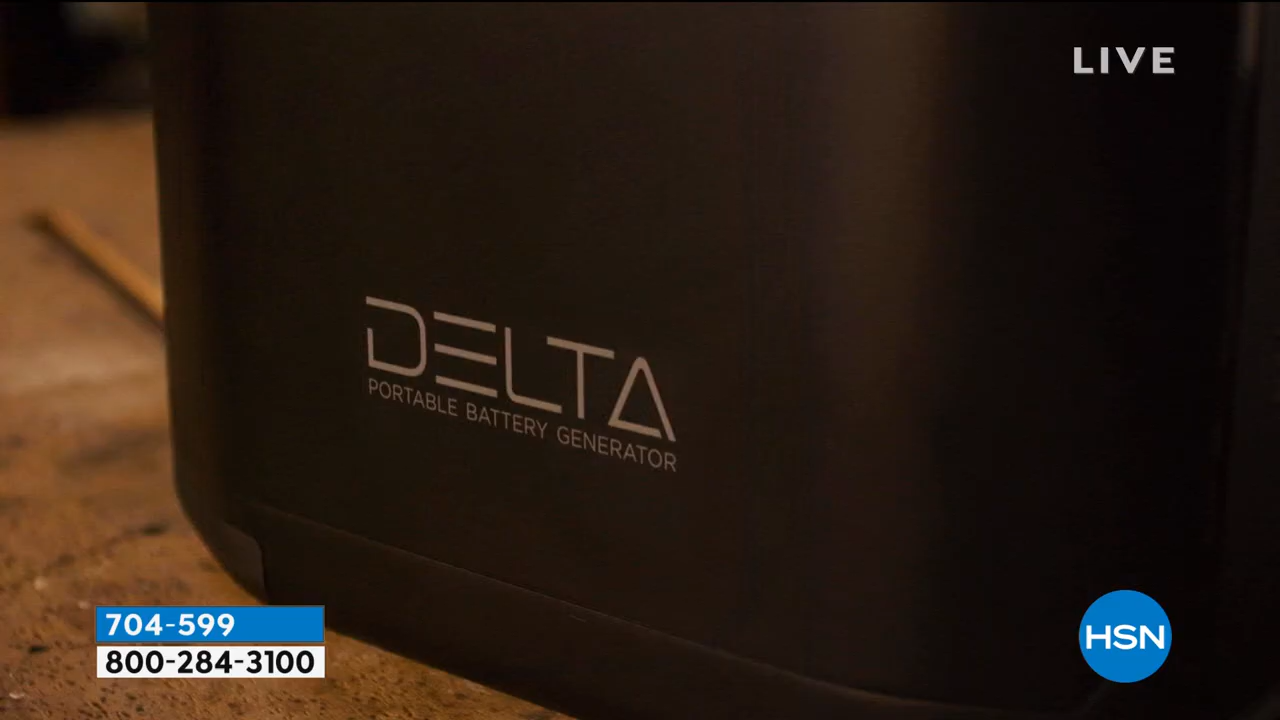 LIVE
DELTA
PORTABLE BATTERY GENERATOR
704-599
800-284-3100
HSN